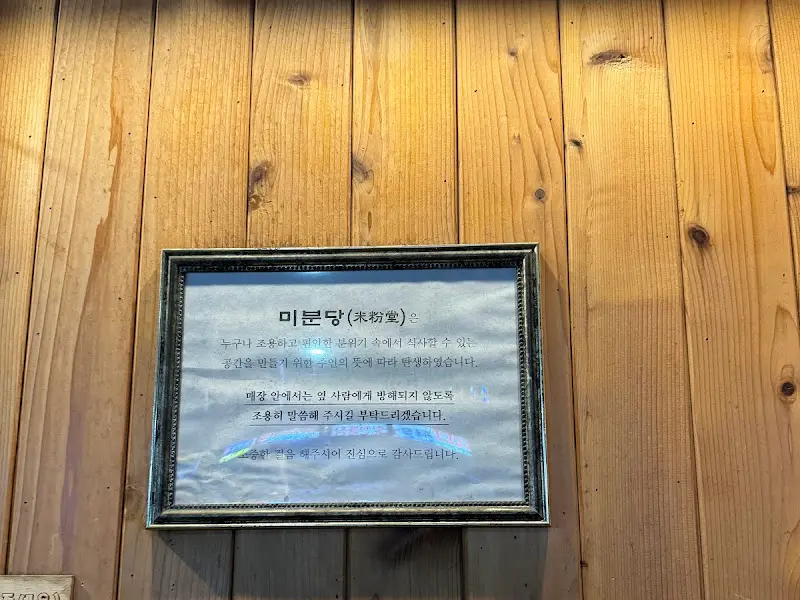 미분당(米粉堂)은
누구나 조용하고 편안한 분위기 속에서 식사할 수 있는
공간을 만들기 위한 주인의 뜻에 따라 탄생하였습니다.
매장 안에서는 옆 사람에게 방해되지 않도록
조용히 말씀해 주시길 부탁드리겠습니다.
소중한 걸음 해주시어 진심으로 감사드립니다.